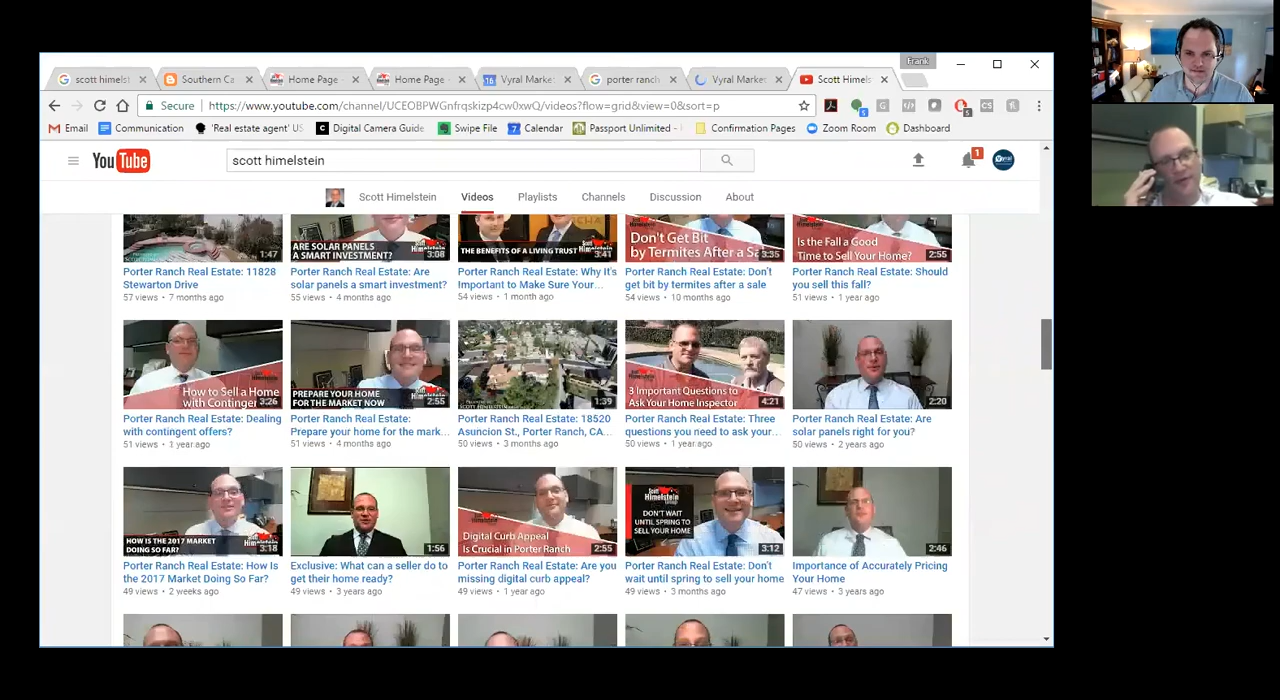 Frank
scott himelst
Southern Ca
Home Page
Home Page -
Vyral Market
porter ranch
Vyral Market
Scott Himels
Secure
https://www.youtube.com/channel/UCEOBPWGnfrqskizp4cw0xwQ/videos?flow=grid&view=0&sort=p
Email
Communication
'Real estate agent' US
Digital Camera Guide
Swipe File
Calendar
Passport Unlimited -
Confirmation Pages
Zoom Room
Dashboard
YouTube
scott himelstein
1
Scott Himelstein
Videos
Playlists
Channels
Discussion
About
1:47
ARE SOLAR PANELS
A SMART INVESTMENT?
3:08
THE BENEFITS OF A LIVING TRUST
3:41
Don't Get Bit
by Termites After a Sa
3:35
Is the Fall a Good
Time to Sell Your Home?
2:55
Porter Ranch Real Estate: 11828
Stewarton Drive
57 views • 7 months ago
Porter Ranch Real Estate: Are
solar panels a smart investment?
55 views • 4 months ago
Porter Ranch Real Estate: Why It's
Important to Make Sure Your...
54 views • 1 month ago
Porter Ranch Real Estate: Don't
get bit by termites after a sale
54 views • 10 months ago
Porter Ranch Real Estate: Should
you sell this fall?
51 views • 1 year ago
How to Sell a Home
with Conting
3:26
PREPARE YOUR HOME
FOR THE MARKET NOW
2:55
1:39
3 Important Questions to
Ask Your Home Inspector
4:21
2:20
Porter Ranch Real Estate: Dealing
with contingent offers?
51 views • 1 year ago
Porter Ranch Real Estate:
Prepare your home for the mark...
51 views • 4 months ago
Porter Ranch Real Estate: 18520
Asuncion St., Porter Ranch, CA...
50 views • 3 months ago
Porter Ranch Real Estate: Three
questions you need to ask your...
50 views • 1 year ago
Porter Ranch Real Estate: Are
solar panels right for you?
50 views • 2 years ago
HOW IS THE 2017 MARKET
DOING SO FAR?
3:18
1:56
Digital Curb Appeal
Is Crucial in Porter Ranch
2:55
Scott
Himelstein
Group
DON'T WAIT
UNTIL SPRING TO
SELL YOUR HOME
3:12
2:46
Porter Ranch Real Estate: How Is
the 2017 Market Doing So Far?
49 views • 2 weeks ago
Exclusive: What can a seller do to
get their home ready?
49 views • 3 years ago
Porter Ranch Real Estate: Are you
missing digital curb appeal?
49 views • 1 year ago
Porter Ranch Real Estate: Don't
wait until spring to sell your home
49 views • 3 months ago
Importance of Accurately Pricing
Your Home
47 views • 3 years ago